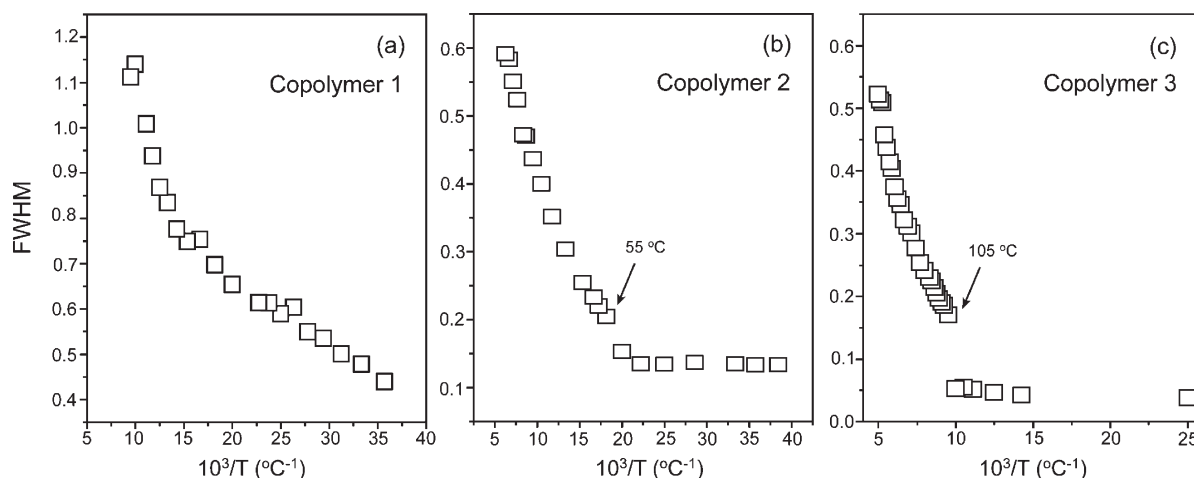 (a)
Copolymer 1
FWHM
1.2
1.1
1.0
0.9
0.8
0.7
0.6
0.5
0.4
5 10 15 20 25 30 35 40
10³/T (°C⁻¹)
(b)
Copolymer 2
55 °C
0.6
0.5
0.4
0.3
0.2
0.1
5 10 15 20 25 30 35 40
10³/T (°C⁻¹)
(c)
Copolymer 3
105 °C
0.6
0.5
0.4
0.3
0.2
0.1
0.0
5 10 15 20 25
10³/T (°C⁻¹)